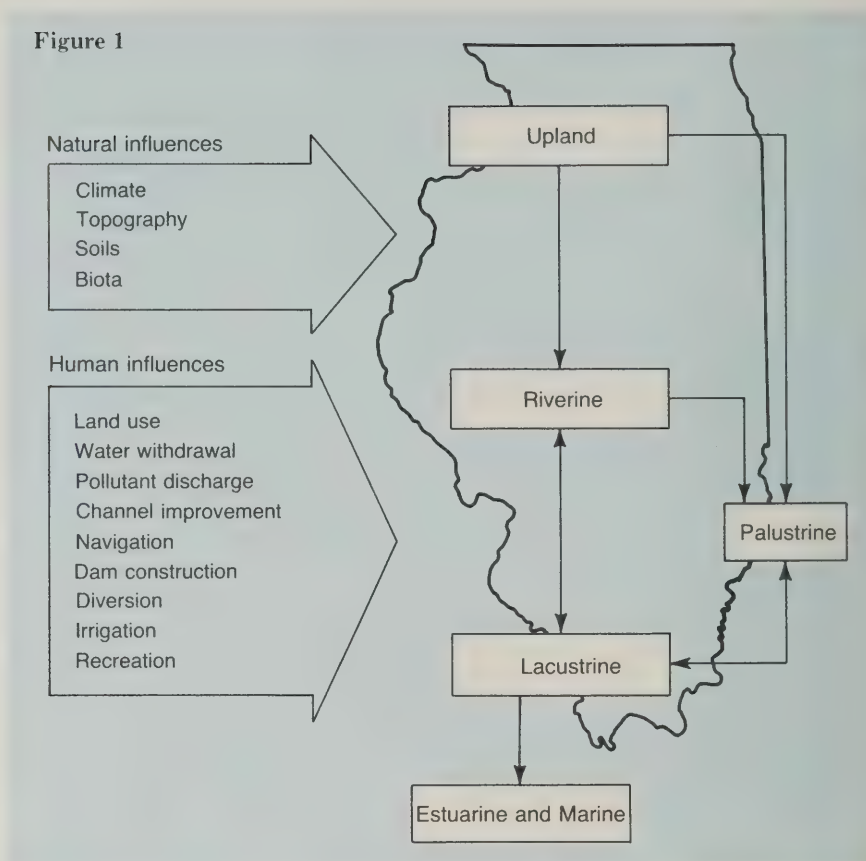 Figure 1
Natural influences
Climate
Topography
Soils
Biota
Human influences
Land use
Water withdrawal
Pollutant discharge
Channel improvement
Navigation
Dam construction
Diversion
Irrigation
Recreation
Upland
Riverine
Palustrine
Lacustrine
Estuarine and Marine